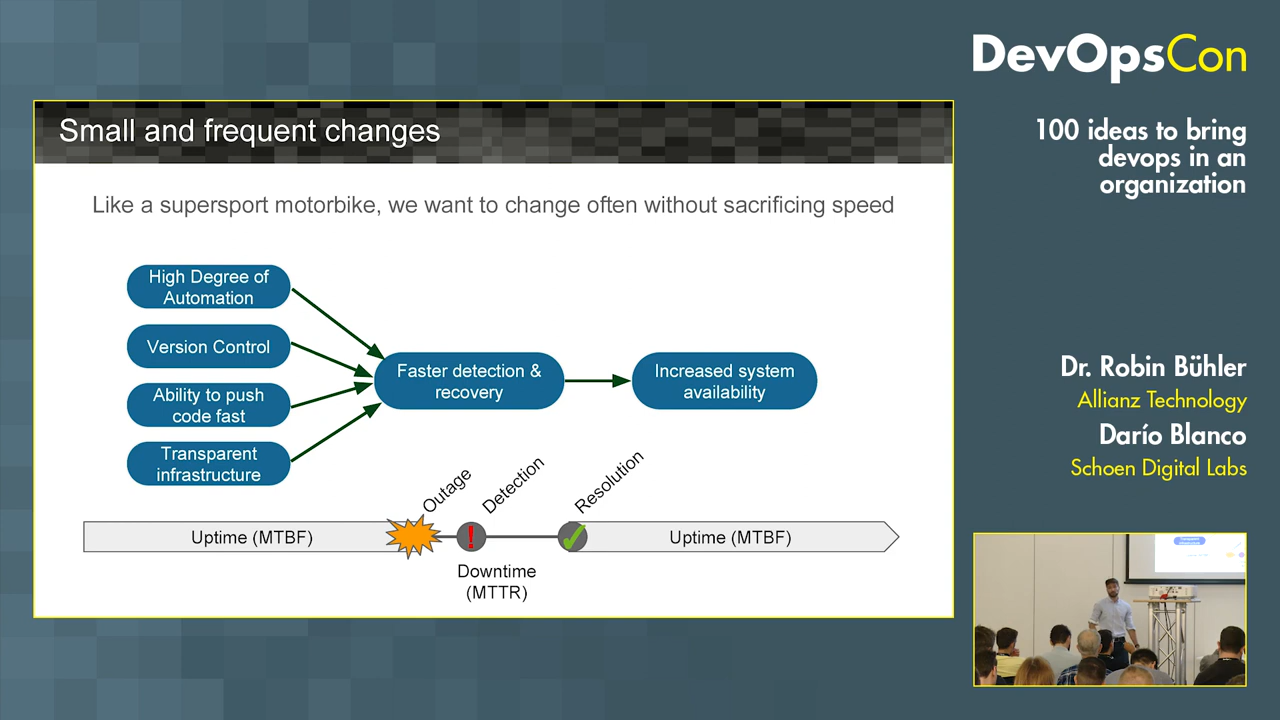 DevOpsCon
100 ideas to bring
devops in an
organization
Small and frequent changes
Like a supersport motorbike, we want to change often without sacrificing speed
High Degree of
Automation
Version Control
Ability to push
code fast
Transparent
infrastructure
Faster detection &
recovery
Increased system
availability
Outage
Detection
Resolution
Uptime (MTBF)
Uptime (MTBF)
Downtime
(MTTR)
Dr. Robin Bühler
Allianz Technology
Darío Blanco
Schoen Digital Labs